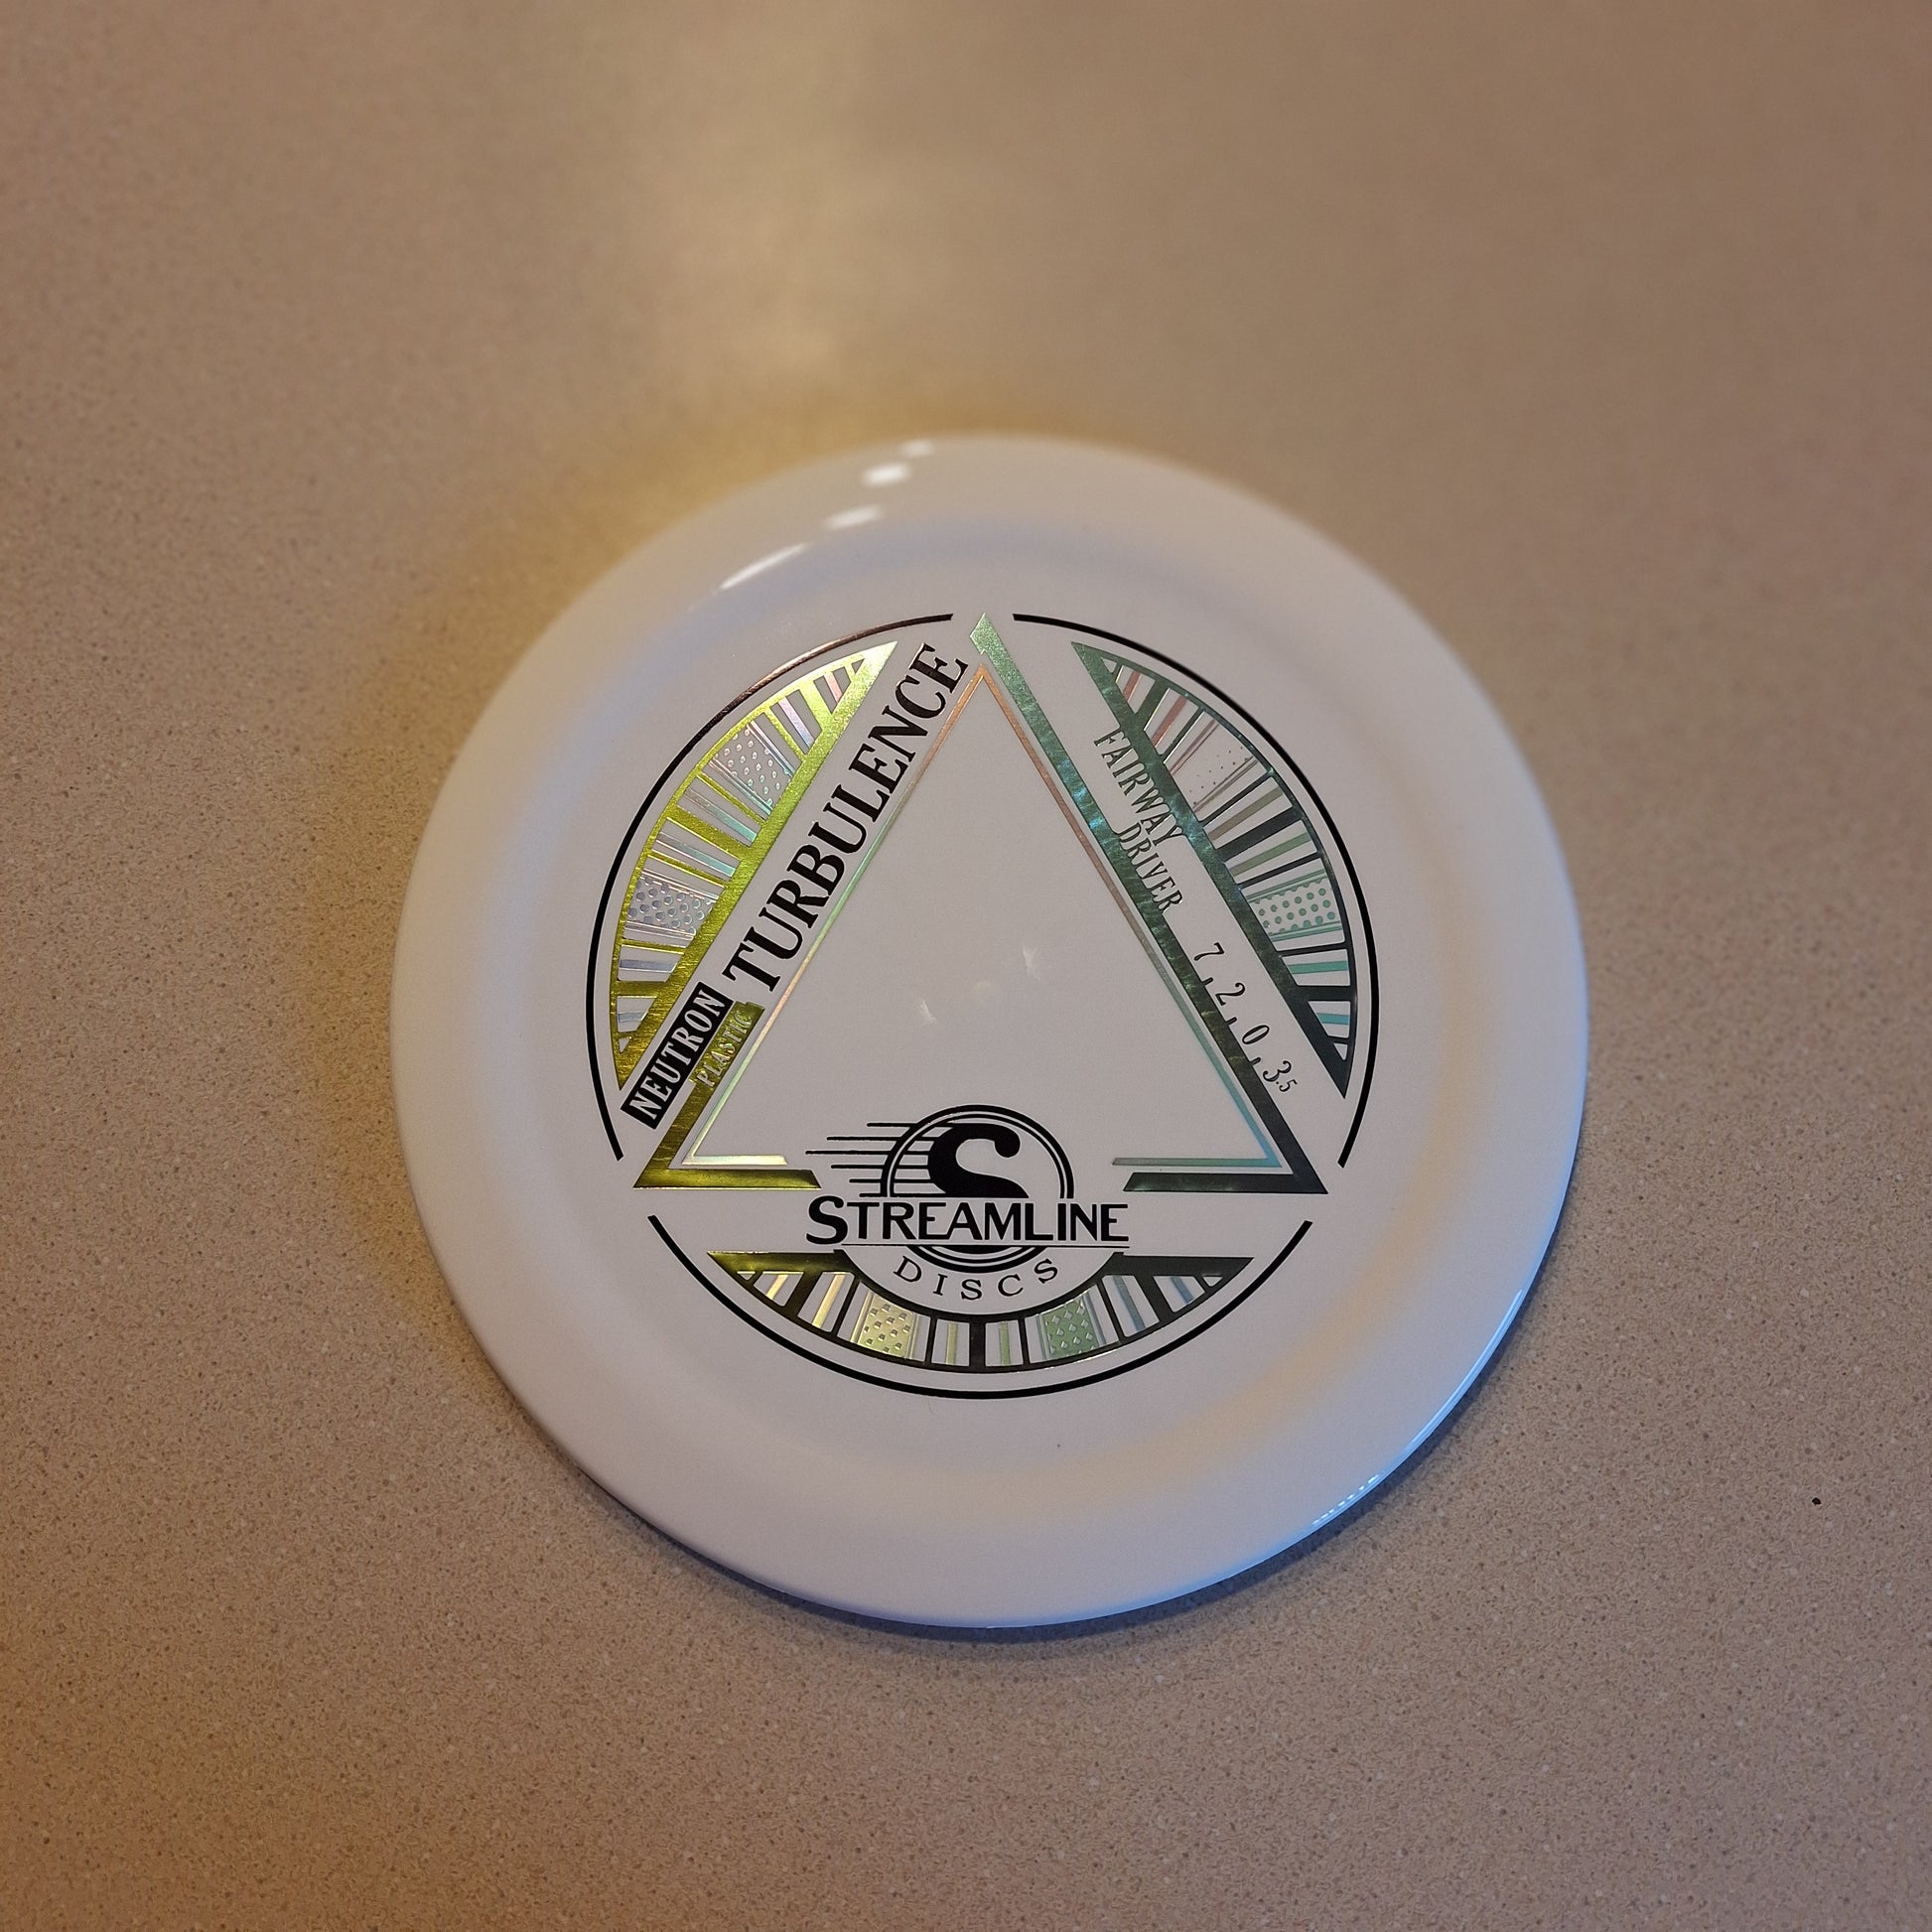 TURBULENCE
NEUTRON
PLASTIC
FAIRWAY
DRIVER
7, 2, 0, 3.5
S
STREAMLINE
DISCS